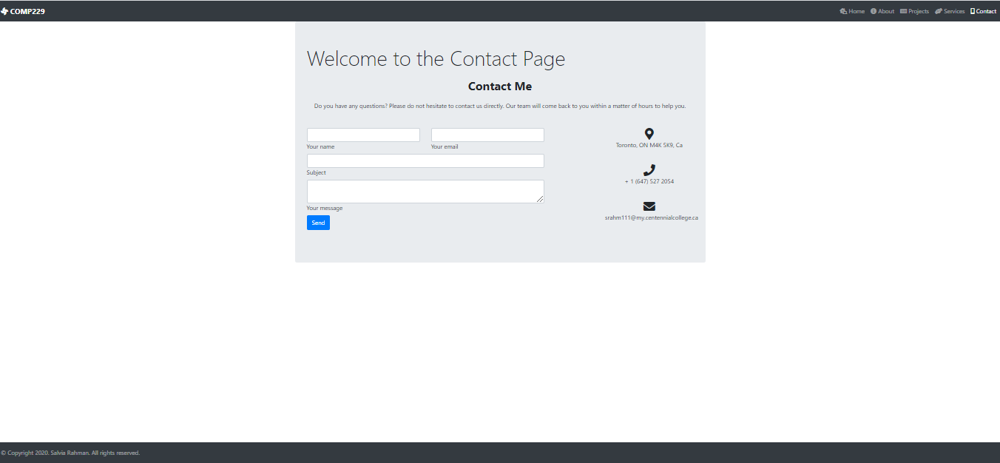 COMP229
Home About Projects Services Contact
Welcome to the Contact Page
Contact Me
Do you have any questions? Please do not hesitate to contact us directly. Our team will come back to you within a matter of hours to help you.
Your name
Your email
Subject
Your message
Send
Toronto, ON M4K 5K9, Ca
+ 1 (647) 527 2054
srahm111@my.centennialcollege.ca
© Copyright 2020. Salvia Rahman. All rights reserved.